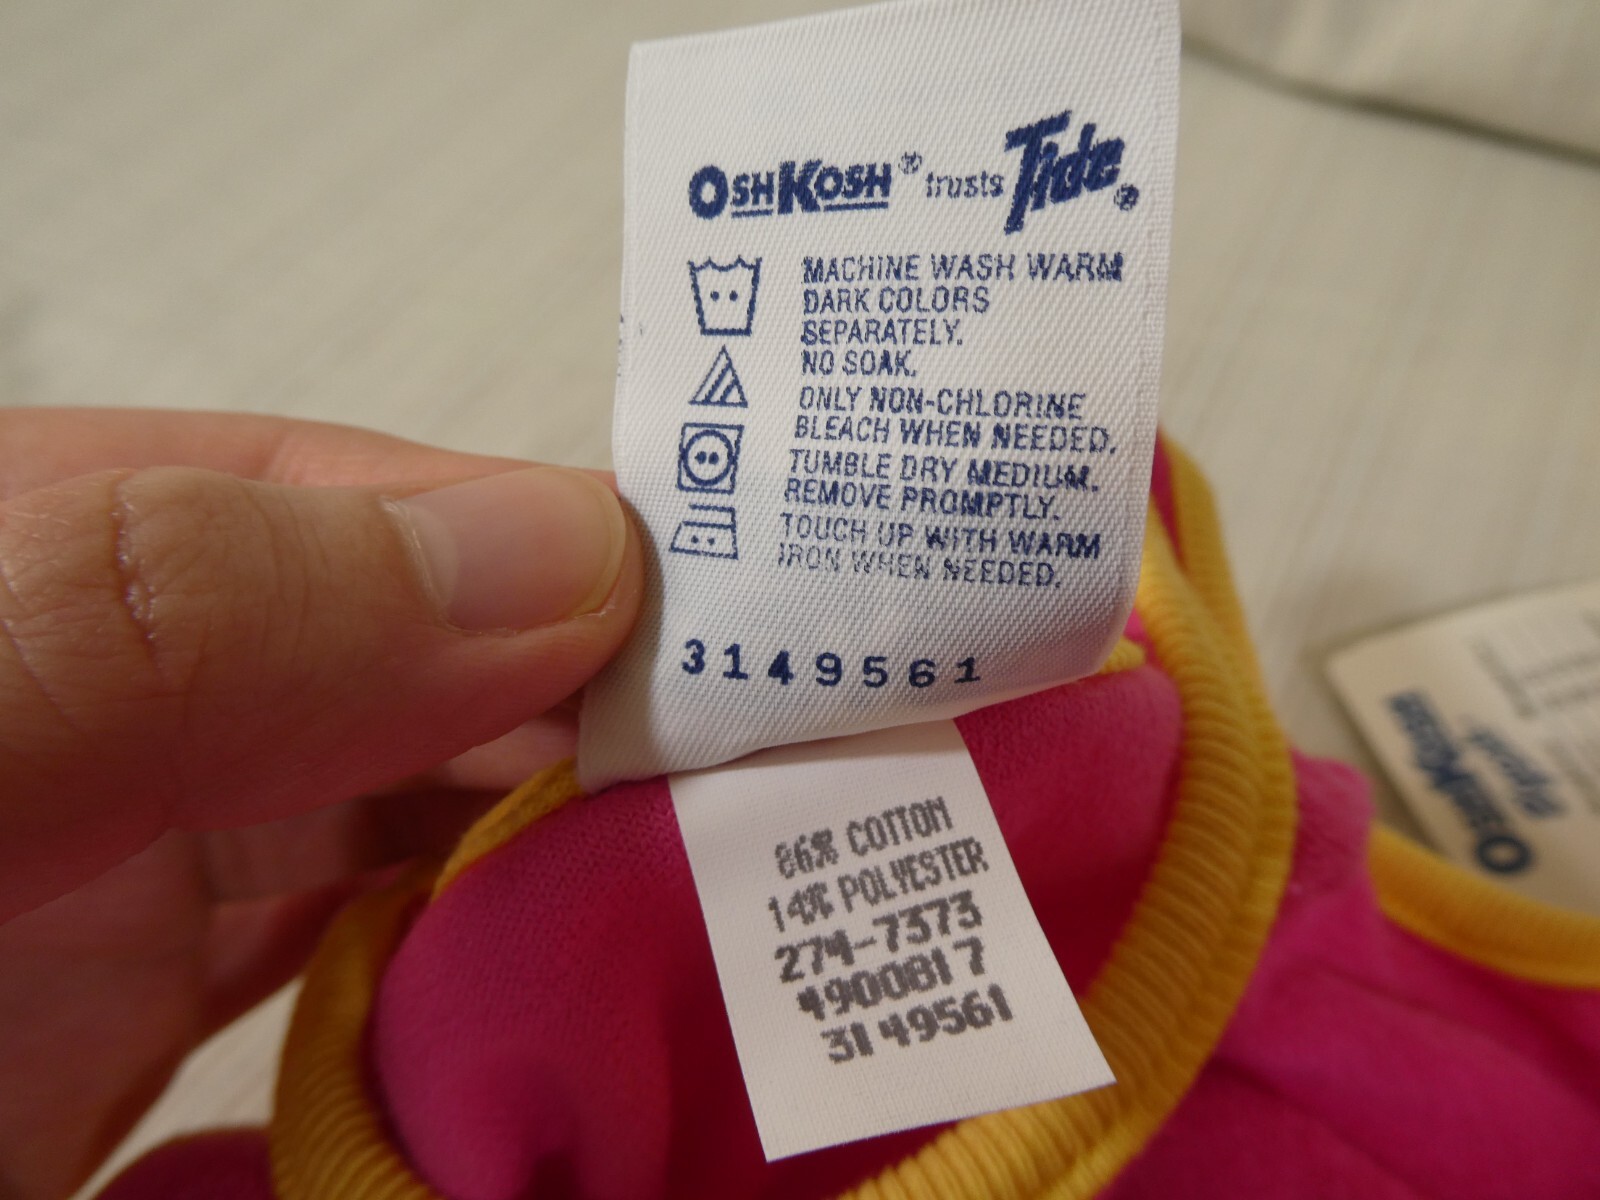 OSHKOSH® trusts Tide®
MACHINE WASH WARM
DARK COLORS
SEPARATELY.
NO SOAK.
ONLY NON-CHLORINE
BLEACH WHEN NEEDED.
TUMBLE DRY MEDIUM.
REMOVE PROMPTLY.
TOUCH UP WITH WARM
IRON WHEN NEEDED.
3149561
86% COTTON
14% POLYESTER
274-7373
4900817
3149561
OSHKOSH